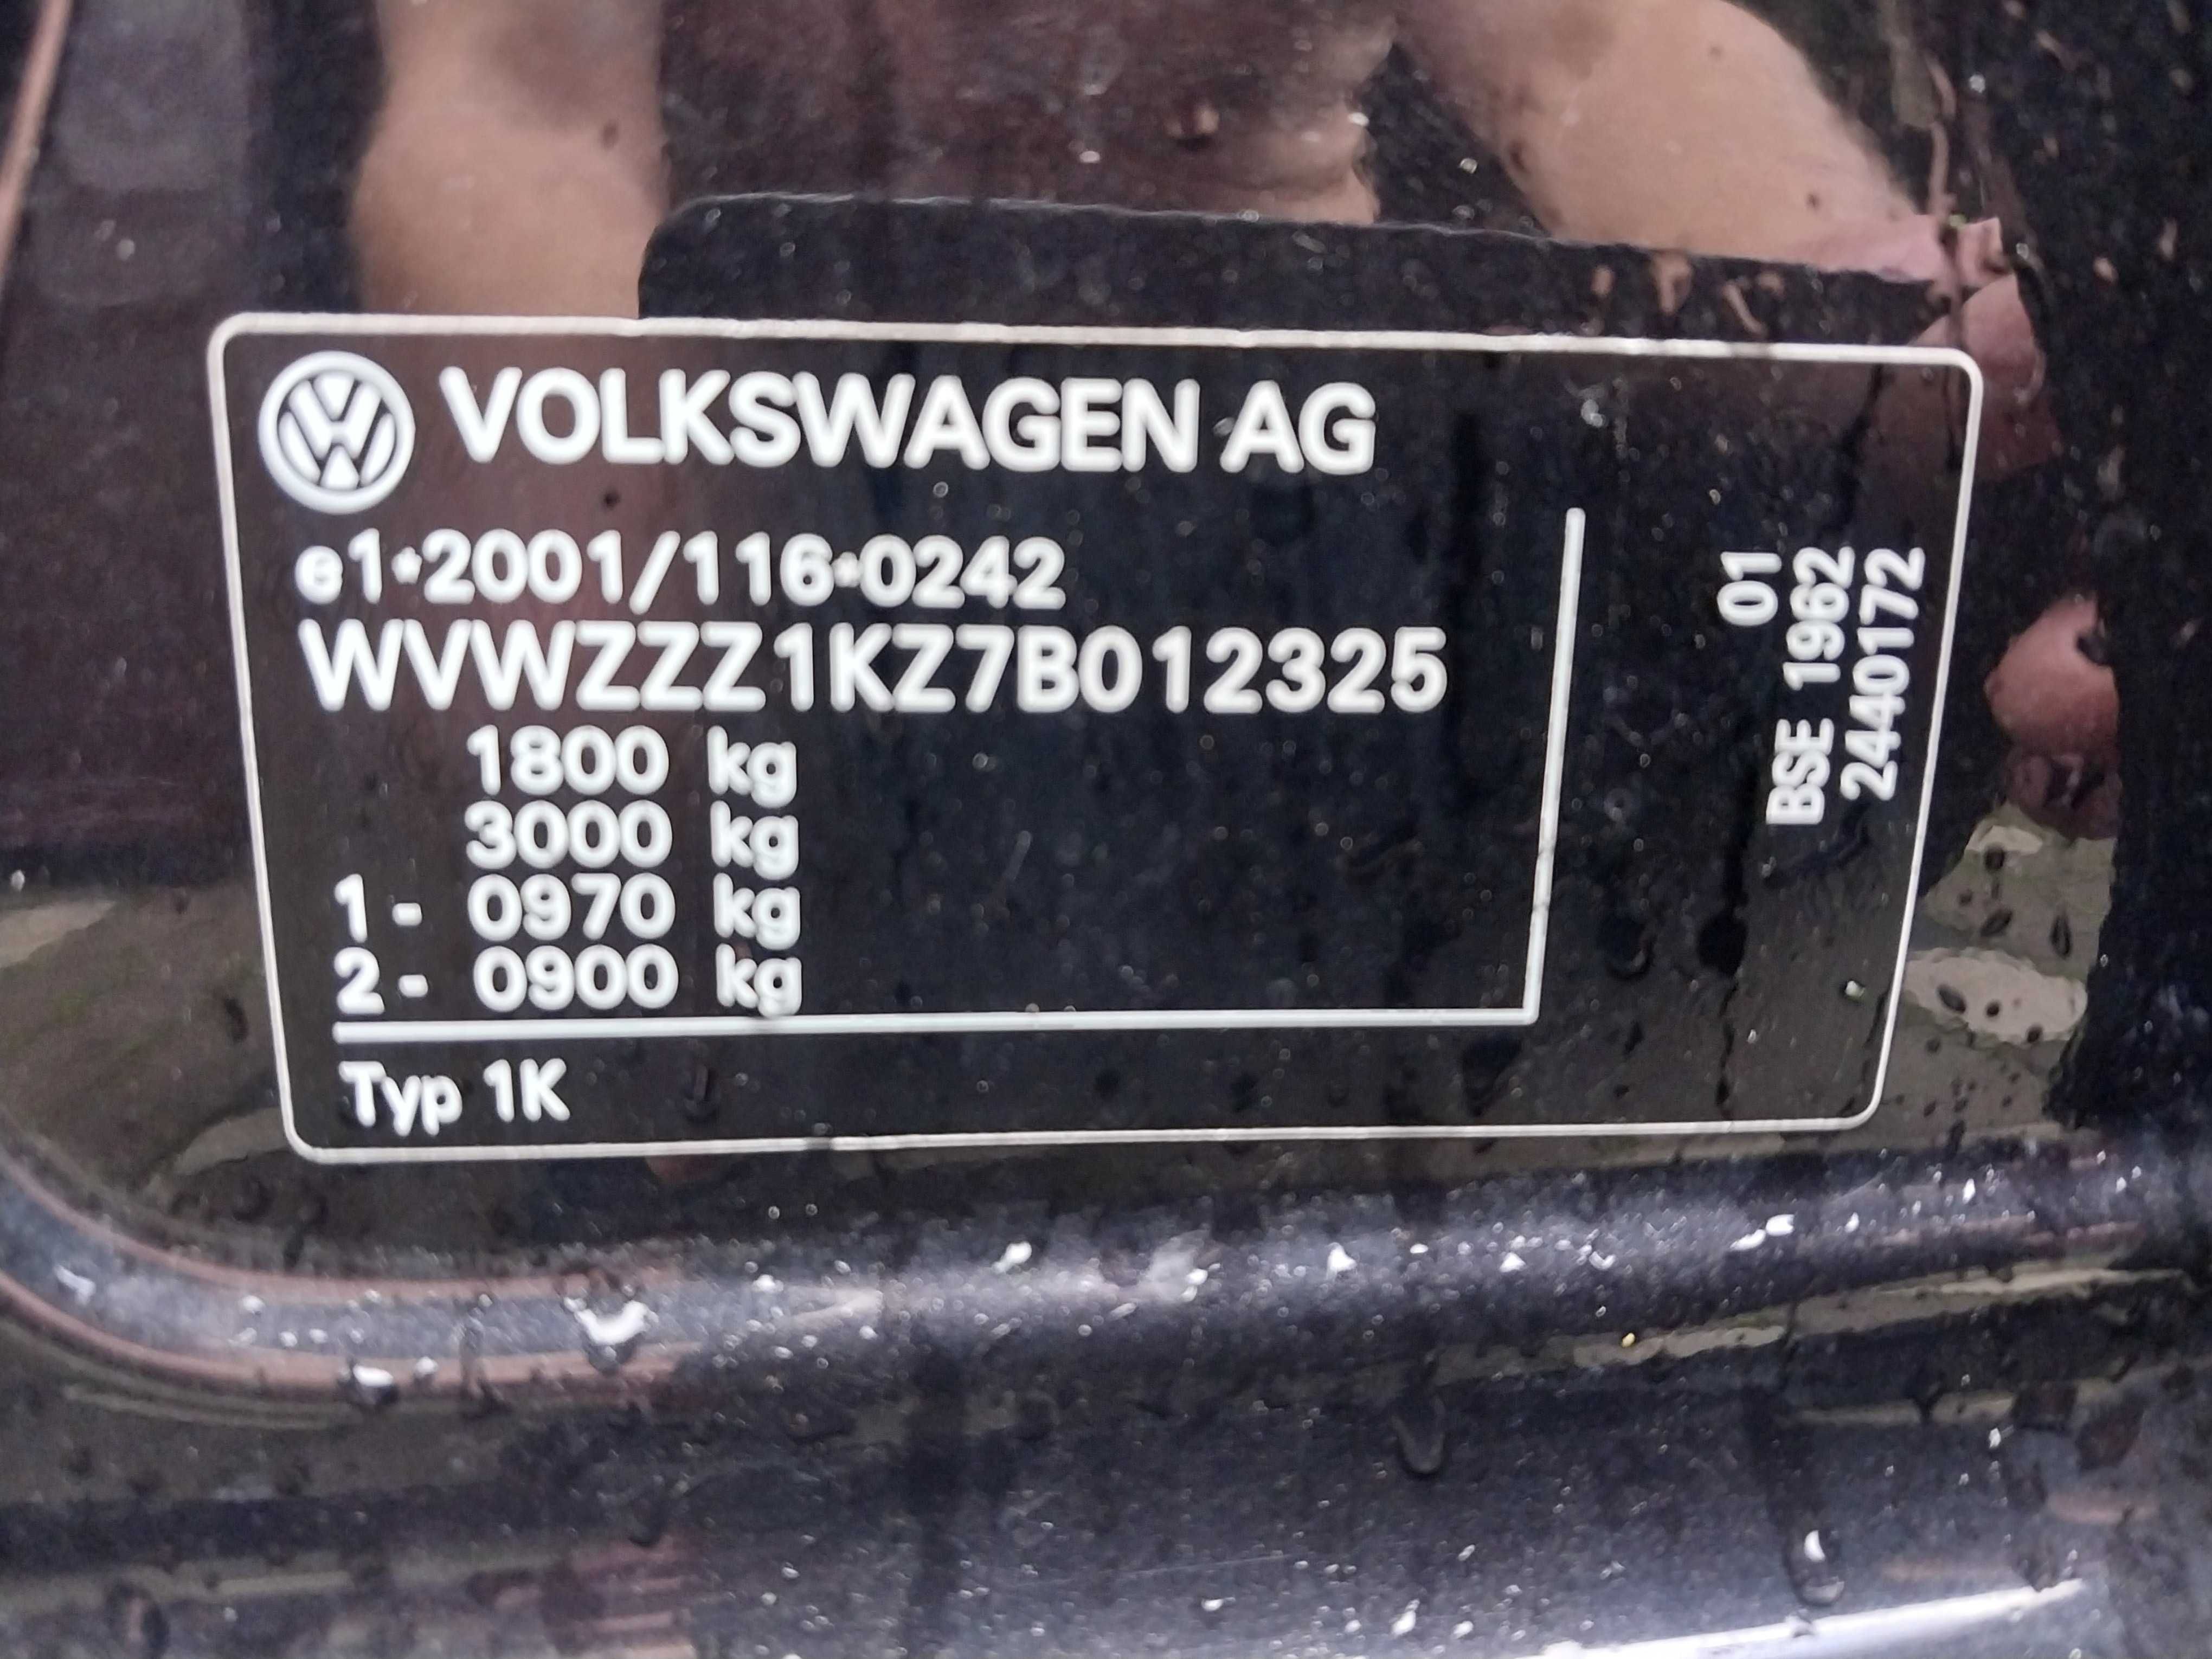 VOLKSWAGEN AG
e1*2001/116*0242
WVWZZZ1KZ7B012325
1800 kg
3000 kg
1 - 0970 kg
2 - 0900 kg
Typ 1K
01
BSE 1962
2440172